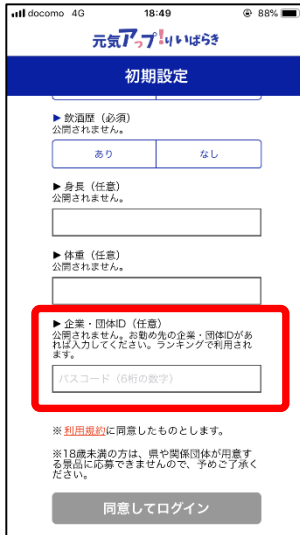 docomo 4G 18:49 88%
元気アップ!りいばらき
初期設定
▶飲酒歴（必須）
公開されません。
あり なし
▶身長（任意）
公開されません。
▶体重（任意）
公開されません。
▶企業・団体ID（任意）
公開されません。お勤め先の企業・団体IDがあ
れば入力してください。ランキングで利用され
ます。
パスコード（6桁の数字）
※利用規約に同意したものとします。
※18歳未満の方は、県や関係団体が用意す
る景品に応募できませんので、予めご了承く
ださい。
同意してログイン